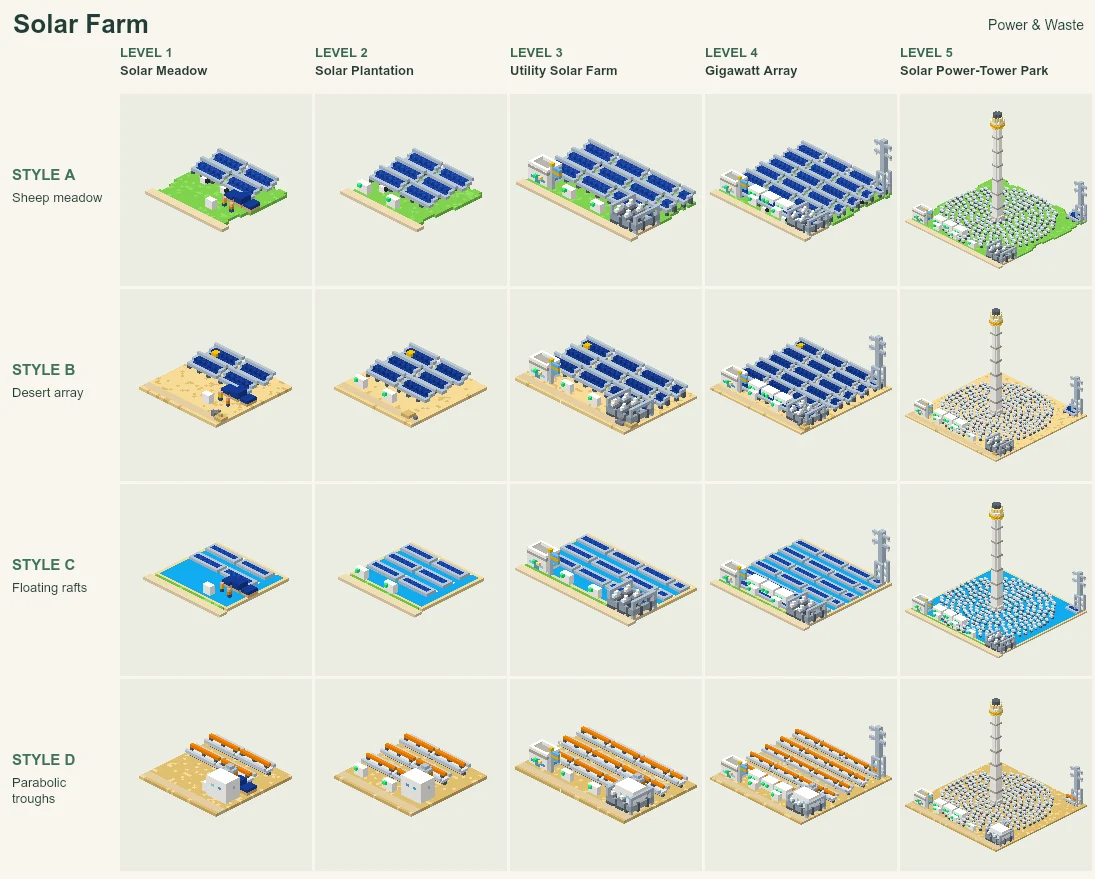 Solar Farm
Power & Waste
LEVEL 1
Solar Meadow
LEVEL 2
Solar Plantation
LEVEL 3
Utility Solar Farm
LEVEL 4
Gigawatt Array
LEVEL 5
Solar Power-Tower Park
STYLE A
Sheep meadow
STYLE B
Desert array
STYLE C
Floating rafts
STYLE D
Parabolic
troughs